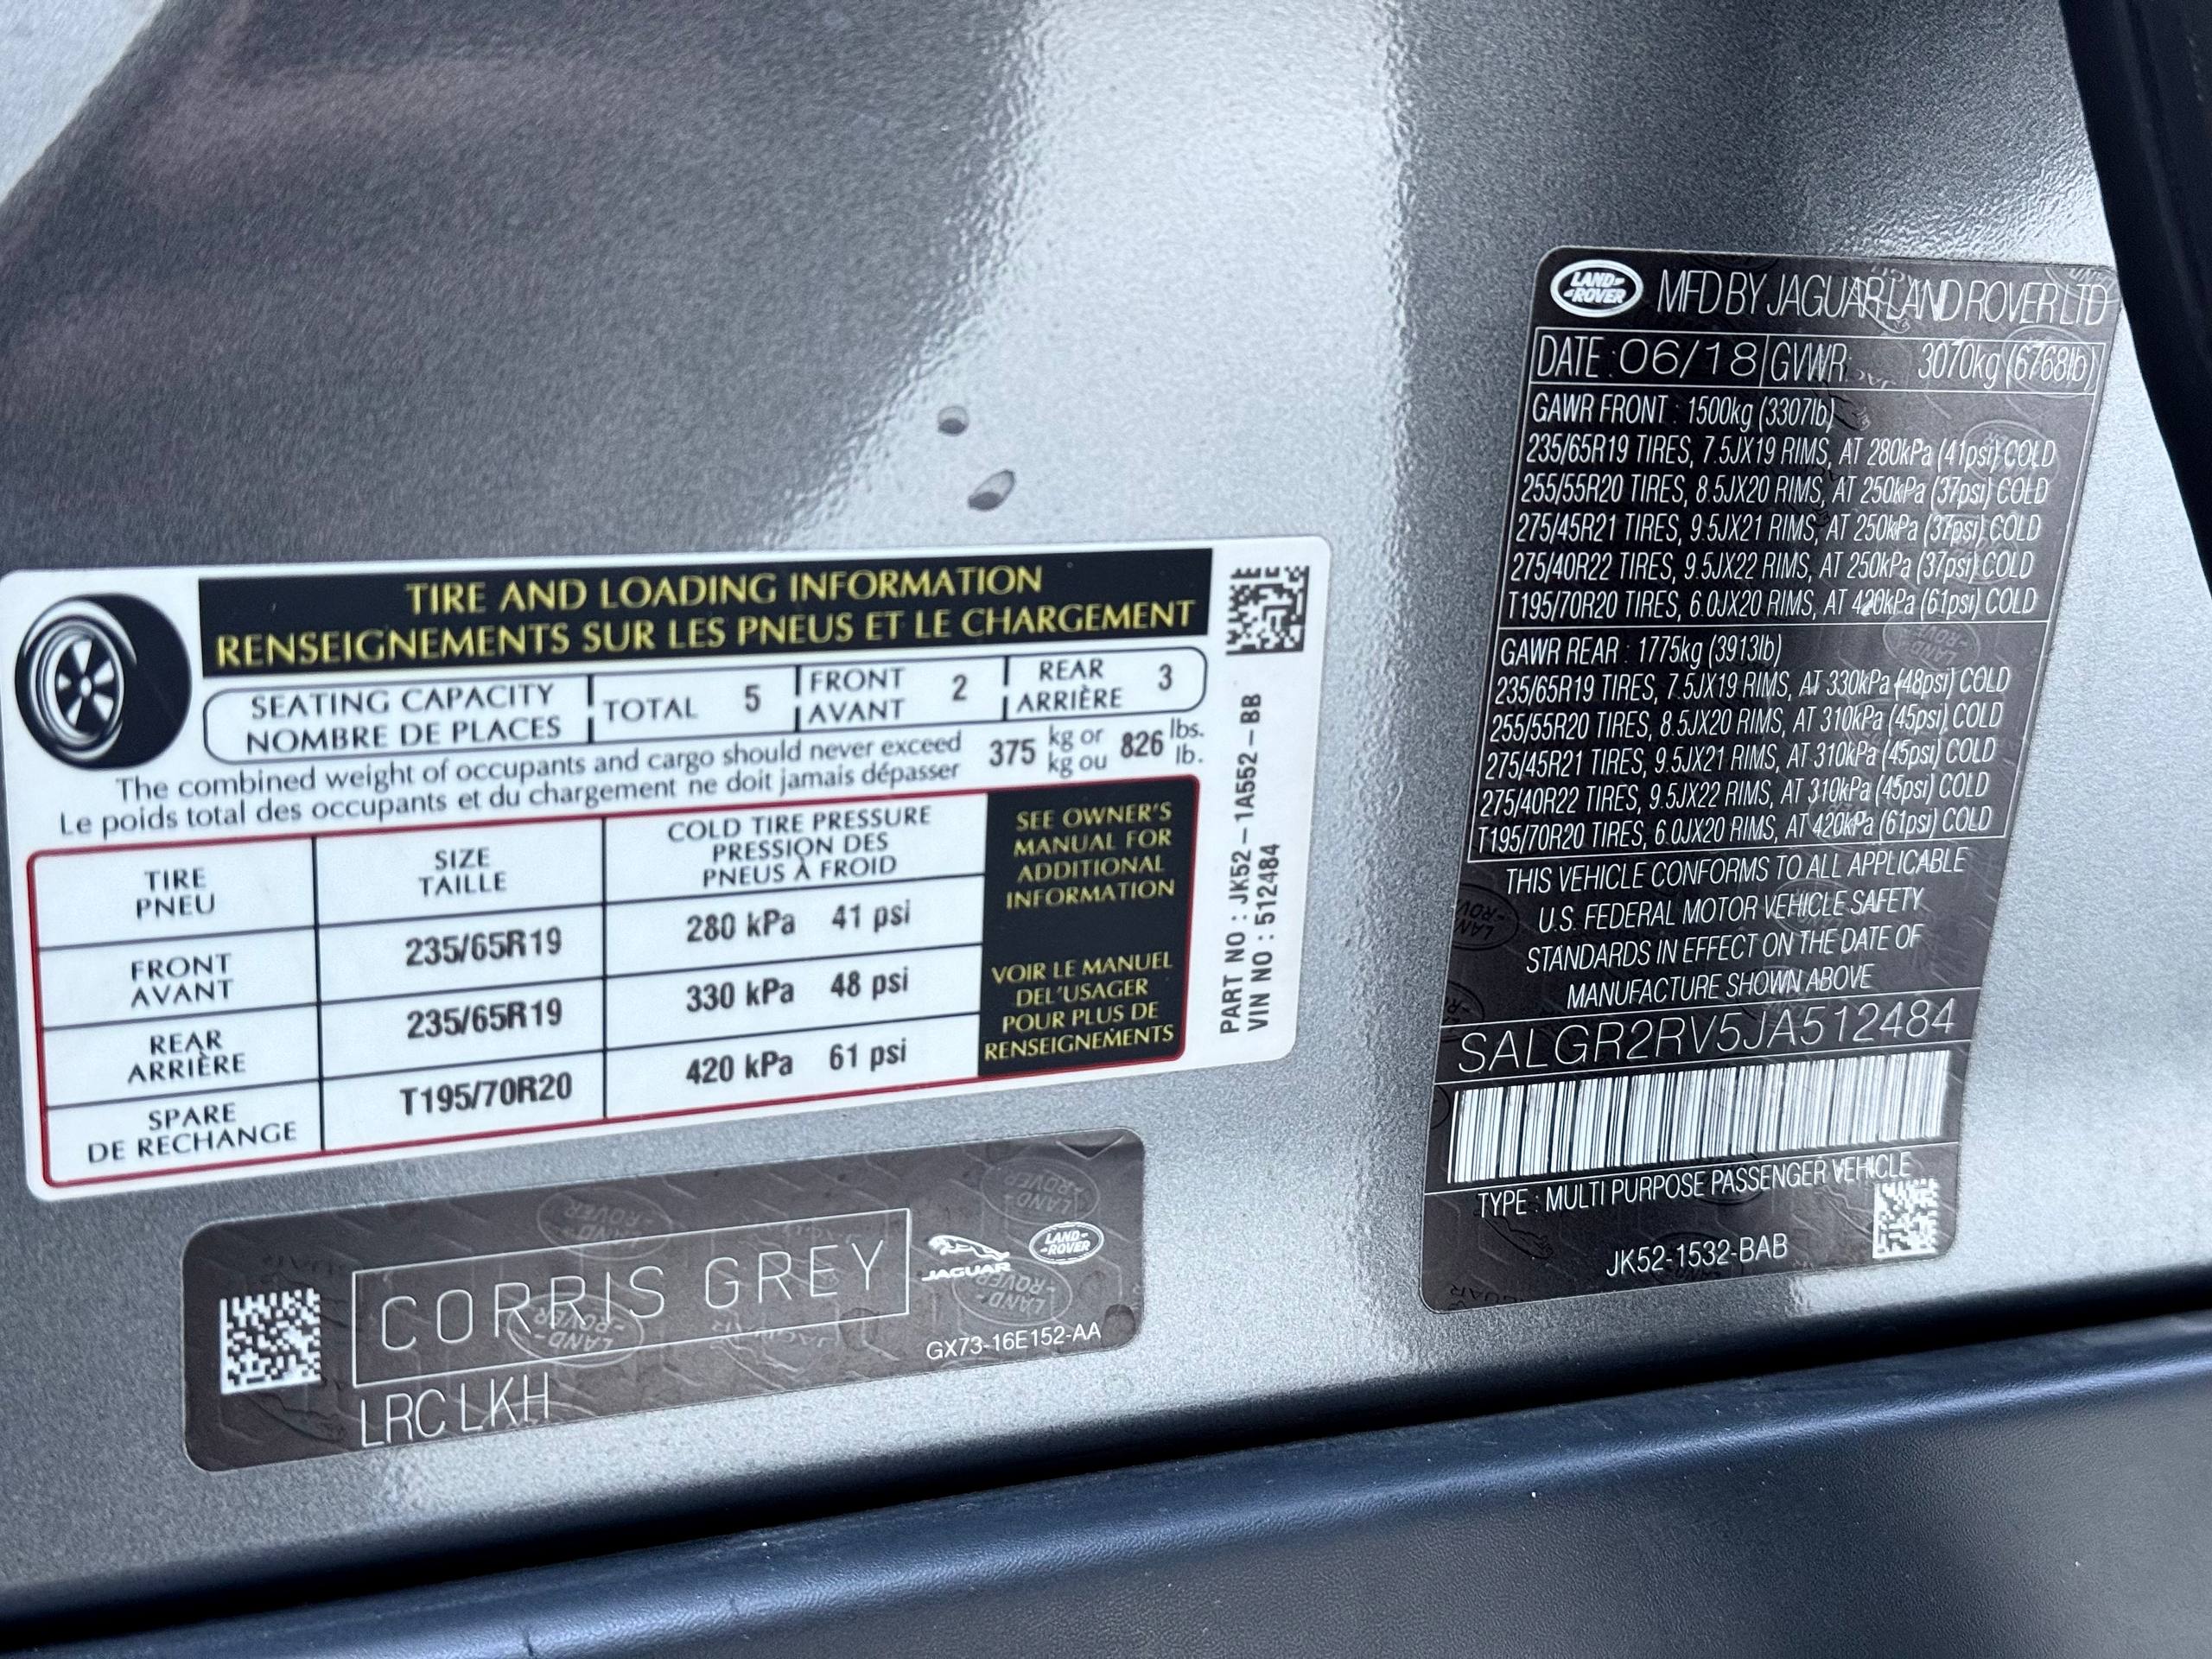 TIRE AND LOADING INFORMATION
RENSEIGNEMENTS SUR LES PNEUS ET LE CHARGEMENT
SEATING CAPACITY
NOMBRE DE PLACES
TOTAL 5
FRONT
AVANT
2
REAR
ARRIÈRE
3
The combined weight of occupants and cargo should never exceed
Le poids total des occupants et du chargement ne doit jamais dépasser
375 kg or
kg ou
826 lbs.
lb.
TIRE
PNEU
SIZE
TAILLE
COLD TIRE PRESSURE
PRESSION DES
PNEUS À FROID
FRONT
AVANT
235/65R19
280 kPa 41 psi
REAR
ARRIÈRE
235/65R19
330 kPa 48 psi
SPARE
DE RECHANGE
T195/70R20
420 kPa 61 psi
SEE OWNER'S
MANUAL FOR
ADDITIONAL
INFORMATION
VOIR LE MANUEL
DEL'USAGER
POUR PLUS DE
RENSEIGNEMENTS
PART NO : JK52-1A552-BB
VIN NO : 512484
CORRIS GREY
JAGUAR
LAND-
-ROVER
LRC LKH
GX73-16E152-AA
LAND-
-ROVER
MFD BY JAGUAR LAND ROVER LTD
DATE : 06/18 GVWR: 3070kg (6768lb)
GAWR FRONT : 1500kg (3307lb)
235/65R19 TIRES, 7.5JX19 RIMS, AT 280kPa (41psi) COLD
255/55R20 TIRES, 8.5JX20 RIMS, AT 250kPa (37psi) COLD
275/45R21 TIRES, 9.5JX21 RIMS, AT 250kPa (37psi) COLD
275/40R22 TIRES, 9.5JX22 RIMS, AT 250kPa (37psi) COLD
T195/70R20 TIRES, 6.0JX20 RIMS, AT 420kPa (61psi) COLD
GAWR REAR : 1775kg (3913lb)
235/65R19 TIRES, 7.5JX19 RIMS, AT 330kPa (48psi) COLD
255/55R20 TIRES, 8.5JX20 RIMS, AT 310kPa (45psi) COLD
275/45R21 TIRES, 9.5JX21 RIMS, AT 310kPa (45psi) COLD
275/40R22 TIRES, 9.5JX22 RIMS, AT 310kPa (45psi) COLD
T195/70R20 TIRES, 6.0JX20 RIMS, AT 420kPa (61psi) COLD
THIS VEHICLE CONFORMS TO ALL APPLICABLE
U.S. FEDERAL MOTOR VEHICLE SAFETY
STANDARDS IN EFFECT ON THE DATE OF
MANUFACTURE SHOWN ABOVE
SALGR2RV5JA512484
TYPE : MULTI PURPOSE PASSENGER VEHICLE
JK52-1532-BAB